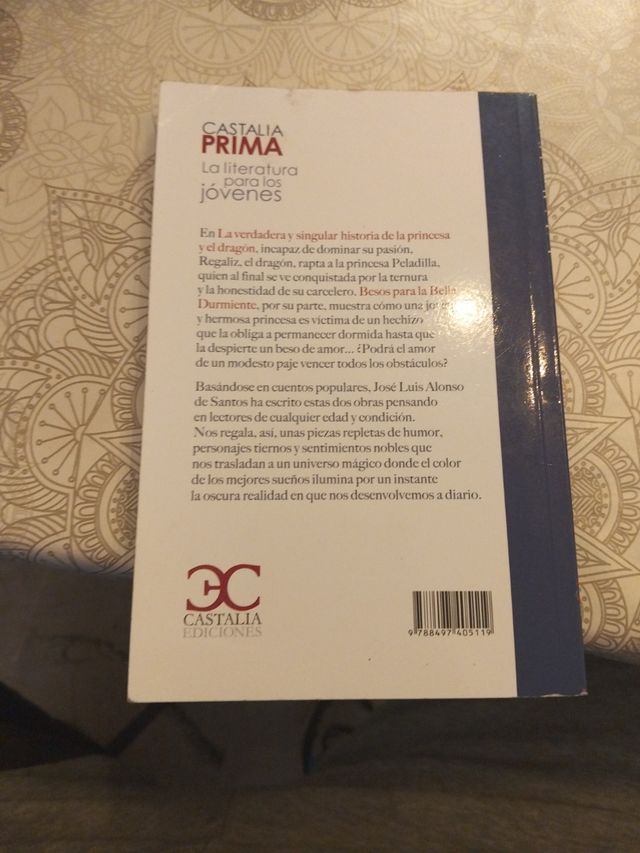 CASTALIA
PRIMA
La literatura
para los
jóvenes
En La verdadera y singular historia de la princesa
y el dragón, incapaz de dominar su pasión,
Regaliz, el dragón, rapta a la princesa Peladilla,
quien al final se ve conquistada por la ternura
y la honestidad de su carcelero. Besos para la Bella
Durmiente, por su parte, muestra cómo una joven
y hermosa princesa es víctima de un hechizo
que la obliga a permanecer dormida hasta que
la despierte un beso de amor... ¿Podrá el amor
de un modesto paje vencer todos los obstáculos?
Basándose en cuentos populares, José Luis Alonso
de Santos ha escrito estas dos obras pensando
en lectores de cualquier edad y condición.
Nos regala, así, unas piezas repletas de humor,
personajes tiernos y sentimientos nobles que
nos trasladan a un universo mágico donde el color
de los mejores sueños ilumina por un instante
la oscura realidad en que nos desenvolvemos a diario.
CASTALIA
EDICIONES
9 788497 405119